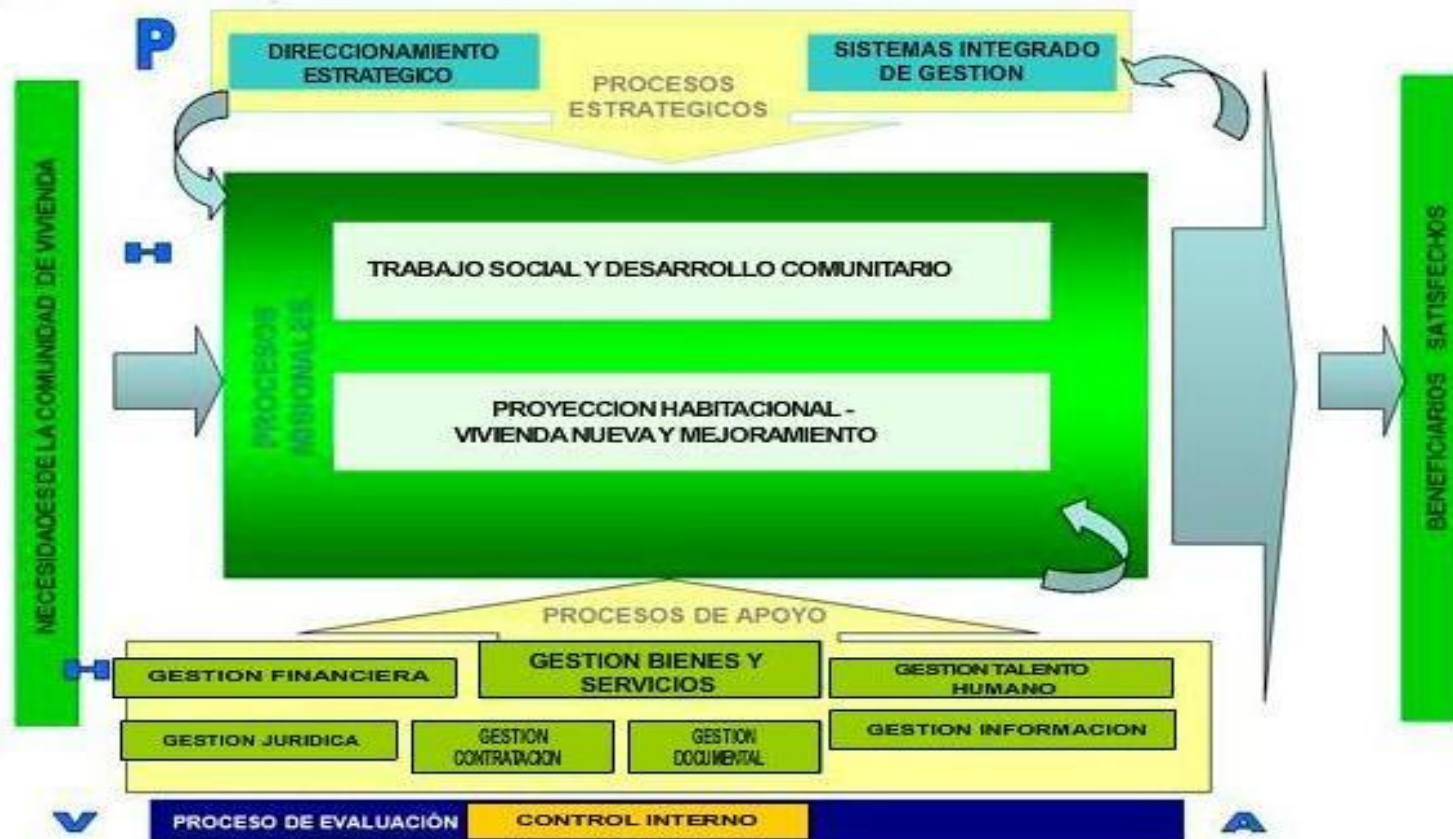 P
DIRECCIONAMIENTO
ESTRATEGICO
SISTEMAS INTEGRADO
DE GESTION
PROCESOS
ESTRATEGICOS
NECESIDADES DE LA COMUNIDAD DE VIVIENDA
H
PROCESOS
MISIONALES
TRABAJO SOCIAL Y DESARROLLO COMUNITARIO
PROYECCION HABITACIONAL -
VIVIENDA NUEVA Y MEJORAMIENTO
BENEFICIARIOS SATISFECHOS
PROCESOS DE APOYO
H
GESTION FINANCIERA
GESTION BIENES Y
SERVICIOS
GESTION TALENTO
HUMANO
GESTION JURIDICA
GESTION
CONTRATACION
GESTION
DOCUMENTAL
GESTION INFORMACION
V
PROCESO DE EVALUACIÓN
CONTROL INTERNO
A